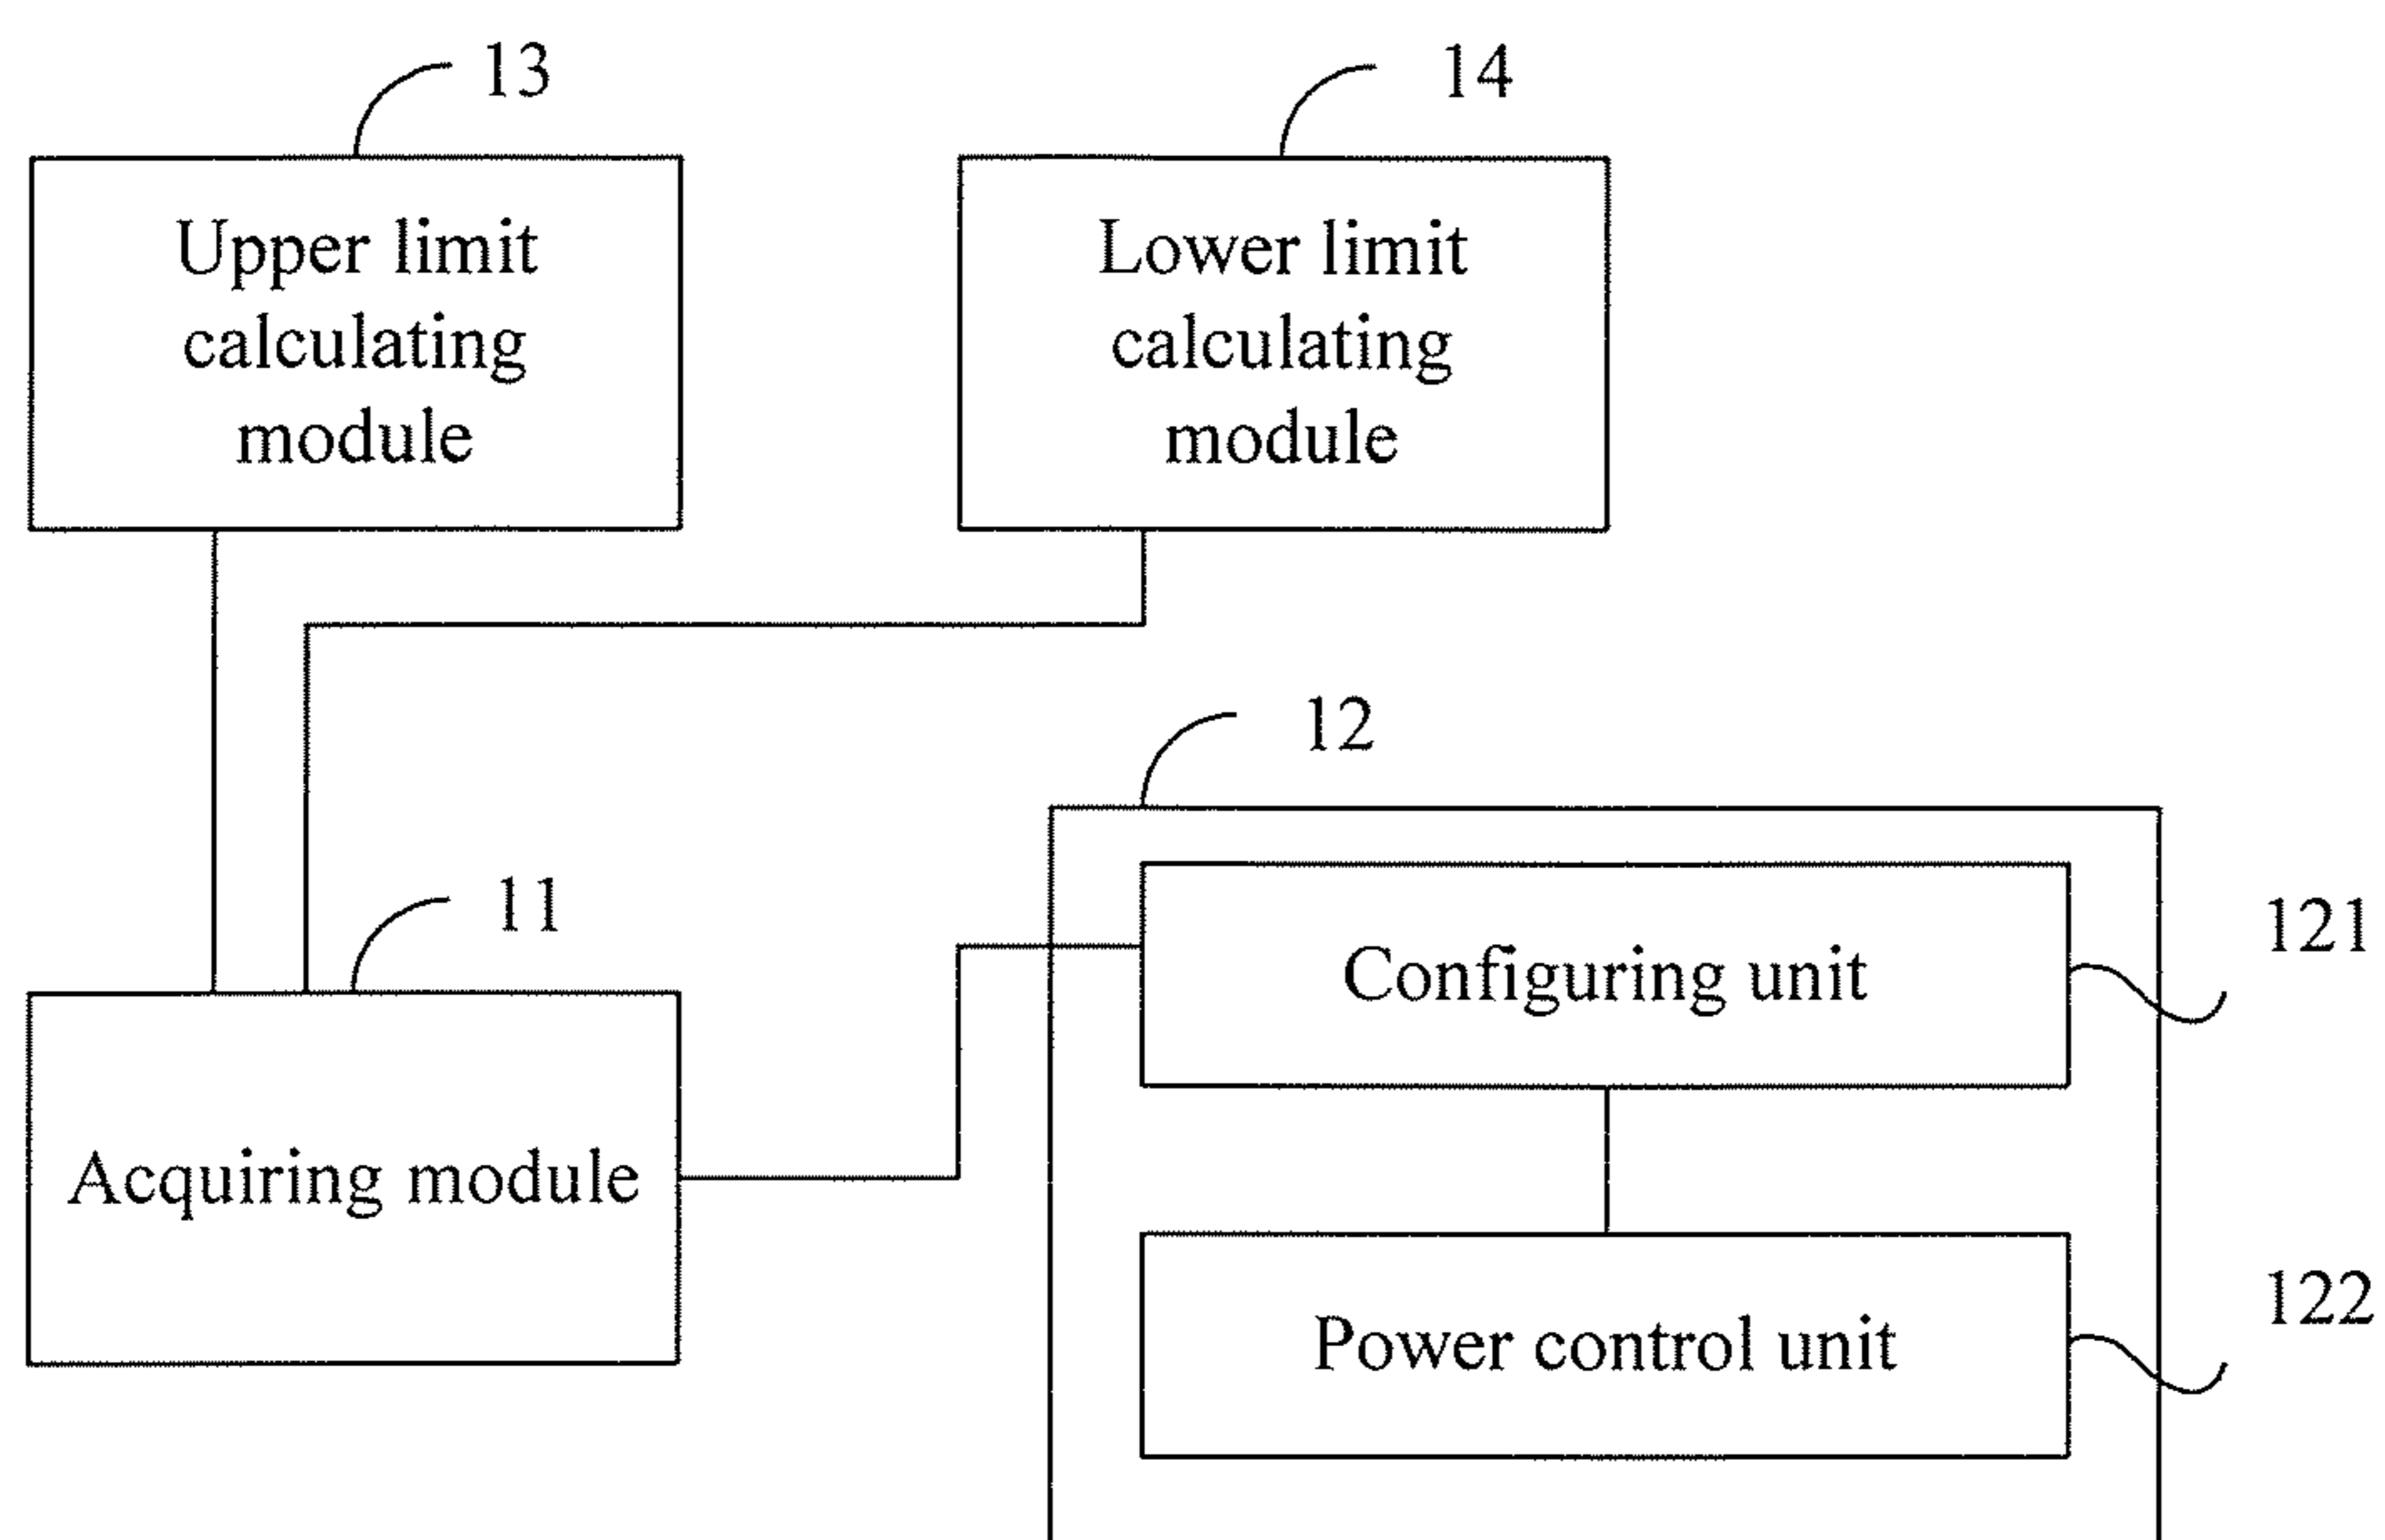 13
14
Upper limit
calculating
module
Lower limit
calculating
module
12
11
121
Configuring unit
Acquiring module
122
Power control unit